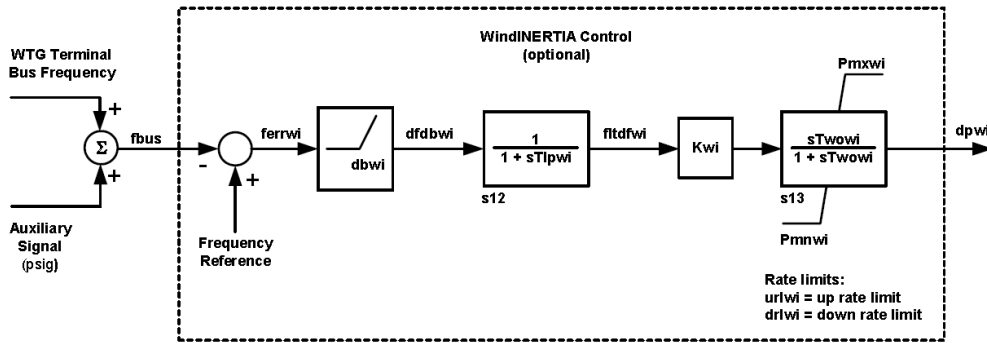 WindINERTIA Control
(optional)
WTG Terminal
Bus Frequency
+
Σ
+
fbus
-
+
ferrwi
dbwi
dfdbwi
1
1 + sTlpwi
s12
fltdfwi
Kwi
Pmxwi
sTwowi
1 + sTwowi
s13
Pmnwi
dpwi
Auxiliary
Signal
(psig)
Frequency
Reference
Rate limits:
urlwi = up rate limit
drlwi = down rate limit